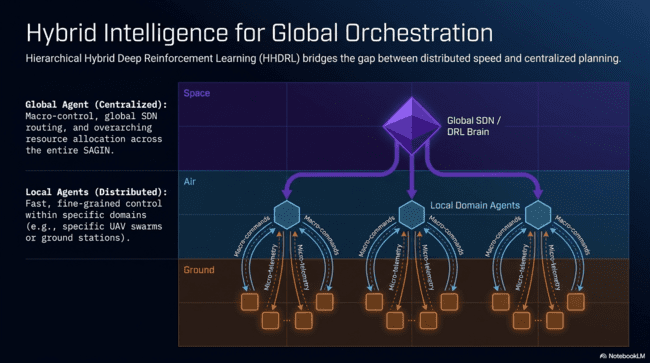 Hybrid Intelligence for Global Orchestration
Hierarchical Hybrid Deep Reinforcement Learning (HHDRL) bridges the gap between distributed speed and centralized planning.
Global Agent (Centralized):
Macro-control, global SDN
routing, and overarching
resource allocation across
the entire SAGIN.
Local Agents (Distributed):
Fast, fine-grained control
within specific domains
(e.g., specific UAV swarms
or ground stations).
Space
Global SDN /
DRL Brain
Air
Local Domain Agents
Macro-commands
Micro-telemetry
Micro-telemetry
Macro-commands
Macro-commands
Micro-telemetry
Micro-telemetry
Macro-commands
Macro-commands
Micro-telemetry
Micro-telemetry
Macro-commands
Ground
...
...
...
NotebookLM